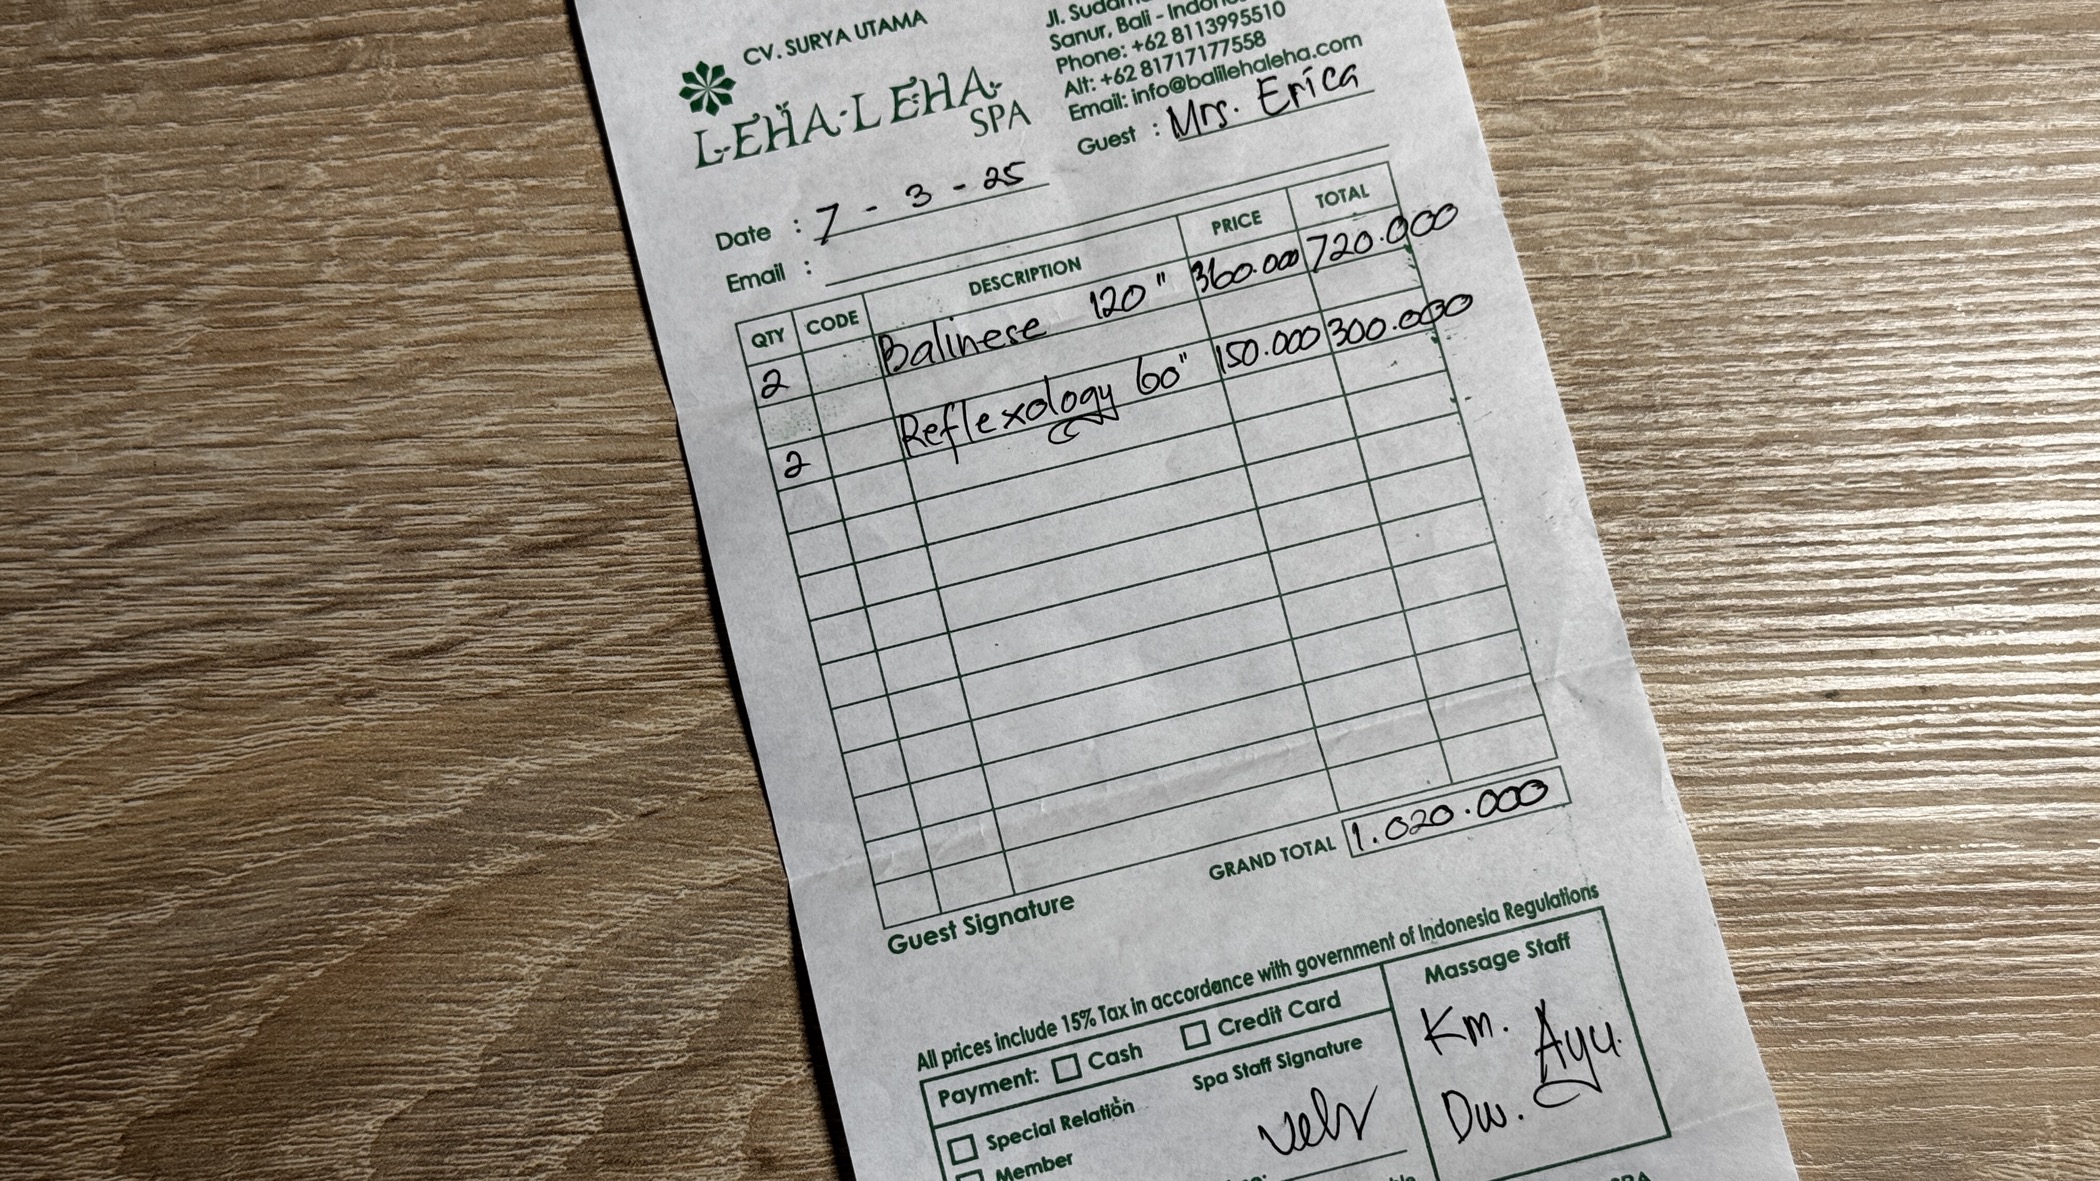 CV. SURYA UTAMA
LEHA-LEHA
SPA
Sanur, Bali -
Phone: +62 8113995510
Alt: +62 81717177558
Email: info@balilehaleha.com
Guest : Mrs. Erica
Date : 7 - 3 - 25
Email :
QTY CODE DESCRIPTION PRICE TOTAL
2 Balinese 120" 360.000 720.000
2 Reflexology 60" 150.000 300.000
GRAND TOTAL 1.020.000
Guest Signature
All prices include 15% Tax in accordance with government of Indonesia Regulations
Payment: Cash Credit Card
Special Relation
Member
Spa Staff Signature
Massage Staff
Km. Ayu
Dw.